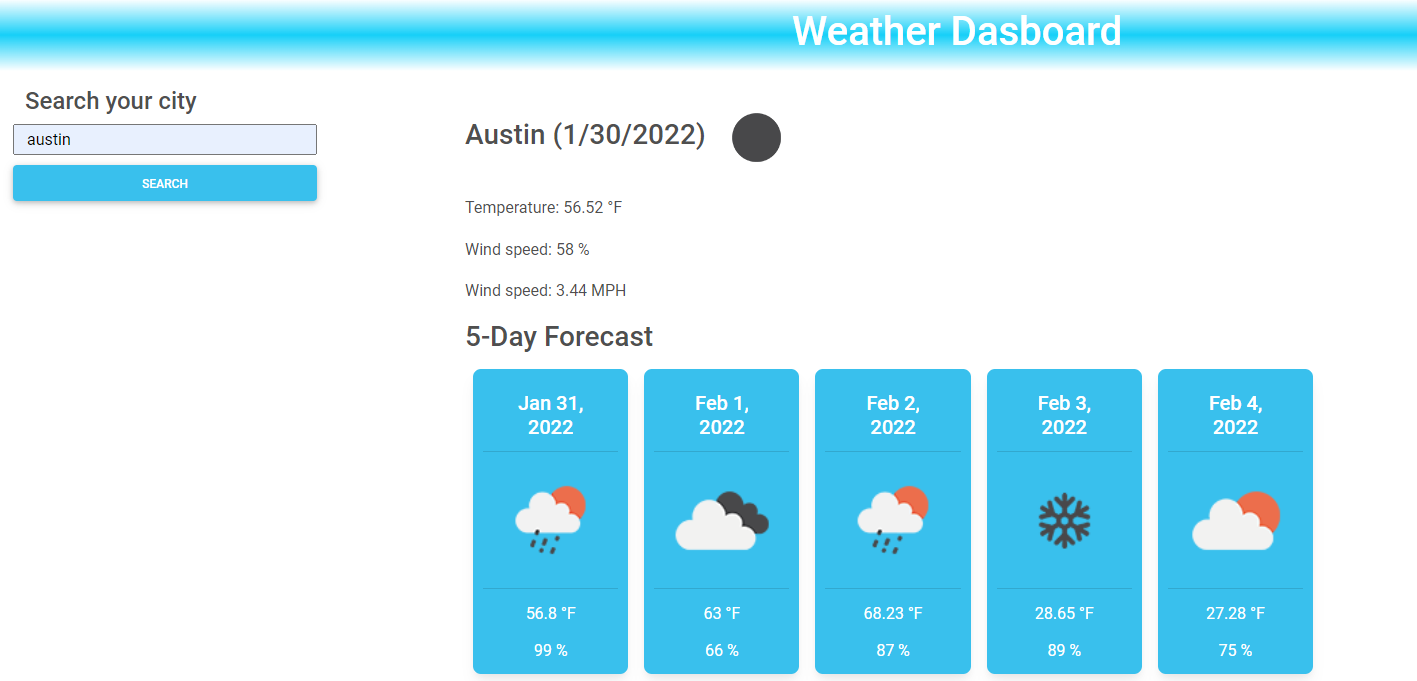 Weather Dasboard
Search your city
austin
SEARCH
Austin (1/30/2022)
Temperature: 56.52 °F
Wind speed: 58 %
Wind speed: 3.44 MPH
5-Day Forecast
Jan 31,
2022
56.8 °F
99 %
Feb 1,
2022
63 °F
66 %
Feb 2,
2022
68.23 °F
87 %
Feb 3,
2022
28.65 °F
89 %
Feb 4,
2022
27.28 °F
75 %